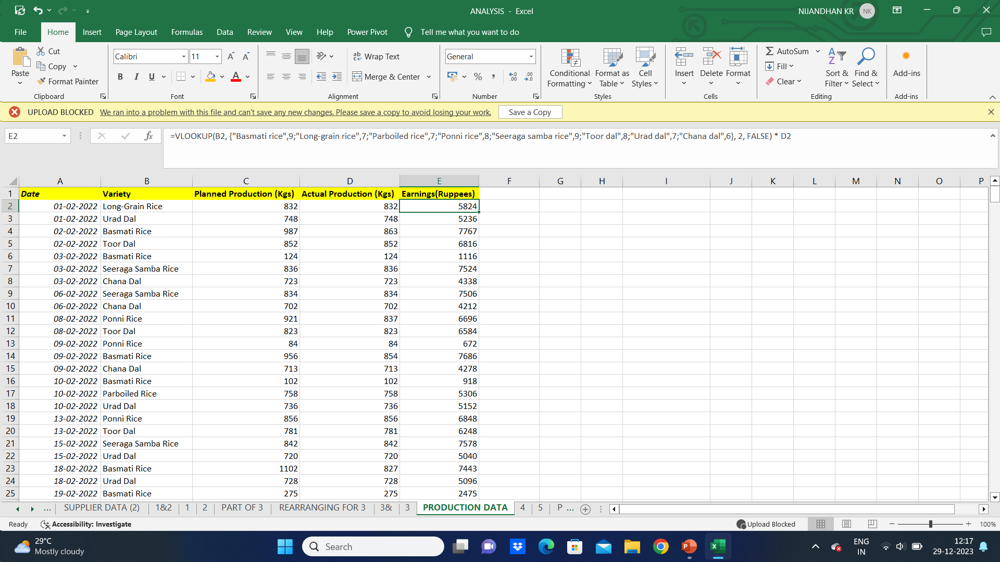 ANALYSIS - Excel
NIJANDHAN KR NK
File Home Insert Page Layout Formulas Data Review View Help Power Pivot Tell me what you want to do
Paste
Cut
Copy
Format Painter
Clipboard
Calibri 11
B I U
Font
Wrap Text
Merge & Center
Alignment
General
Number
Conditional Formatting
Format as Table
Cell Styles
Styles
Insert Delete Format
Cells
AutoSum
Fill
Clear
Sort & Filter
Find & Select
Editing
Add-ins
Add-ins
UPLOAD BLOCKED We ran into a problem with this file and can't save any new changes. Please save a copy to avoid losing your work. Save a Copy
E2 fx =VLOOKUP(B2, {"Basmati rice",9;"Long-grain rice",7;"Parboiled rice",7;"Ponni rice",8;"Seeraga samba rice",9;"Toor dal",8;"Urad dal",7;"Chana dal",6}, 2, FALSE) * D2
A B C D E F G H I J K L M N O P
1 Date Variety Planned Production (Kgs) Actual Production (Kgs) Earnings(Ruppees)
2 01-02-2022 Long-Grain Rice 832 832 5824
3 01-02-2022 Urad Dal 748 748 5236
4 02-02-2022 Basmati Rice 987 863 7767
5 02-02-2022 Toor Dal 852 852 6816
6 03-02-2022 Basmati Rice 124 124 1116
7 03-02-2022 Seeraga Samba Rice 836 836 7524
8 03-02-2022 Chana Dal 723 723 4338
9 06-02-2022 Seeraga Samba Rice 834 834 7506
10 06-02-2022 Chana Dal 702 702 4212
11 08-02-2022 Ponni Rice 921 837 6696
12 08-02-2022 Toor Dal 823 823 6584
13 09-02-2022 Ponni Rice 84 84 672
14 09-02-2022 Basmati Rice 956 854 7686
15 09-02-2022 Chana Dal 713 713 4278
16 10-02-2022 Basmati Rice 102 102 918
17 10-02-2022 Parboiled Rice 758 758 5306
18 10-02-2022 Urad Dal 736 736 5152
19 13-02-2022 Ponni Rice 856 856 6848
20 13-02-2022 Toor Dal 781 781 6248
21 15-02-2022 Seeraga Samba Rice 842 842 7578
22 15-02-2022 Urad Dal 720 720 5040
23 18-02-2022 Basmati Rice 1102 827 7443
24 18-02-2022 Urad Dal 728 728 5096
25 19-02-2022 Basmati Rice 275 275 2475
... SUPPLIER DATA (2) 1&2 1 2 PART OF 3 REARRANGING FOR 3 3& 3 PRODUCTION DATA 4 5 P ...
Ready Accessibility: Investigate Upload Blocked 100%
29°C
Mostly cloudy
Search
ENG
IN
12:17
29-12-2023